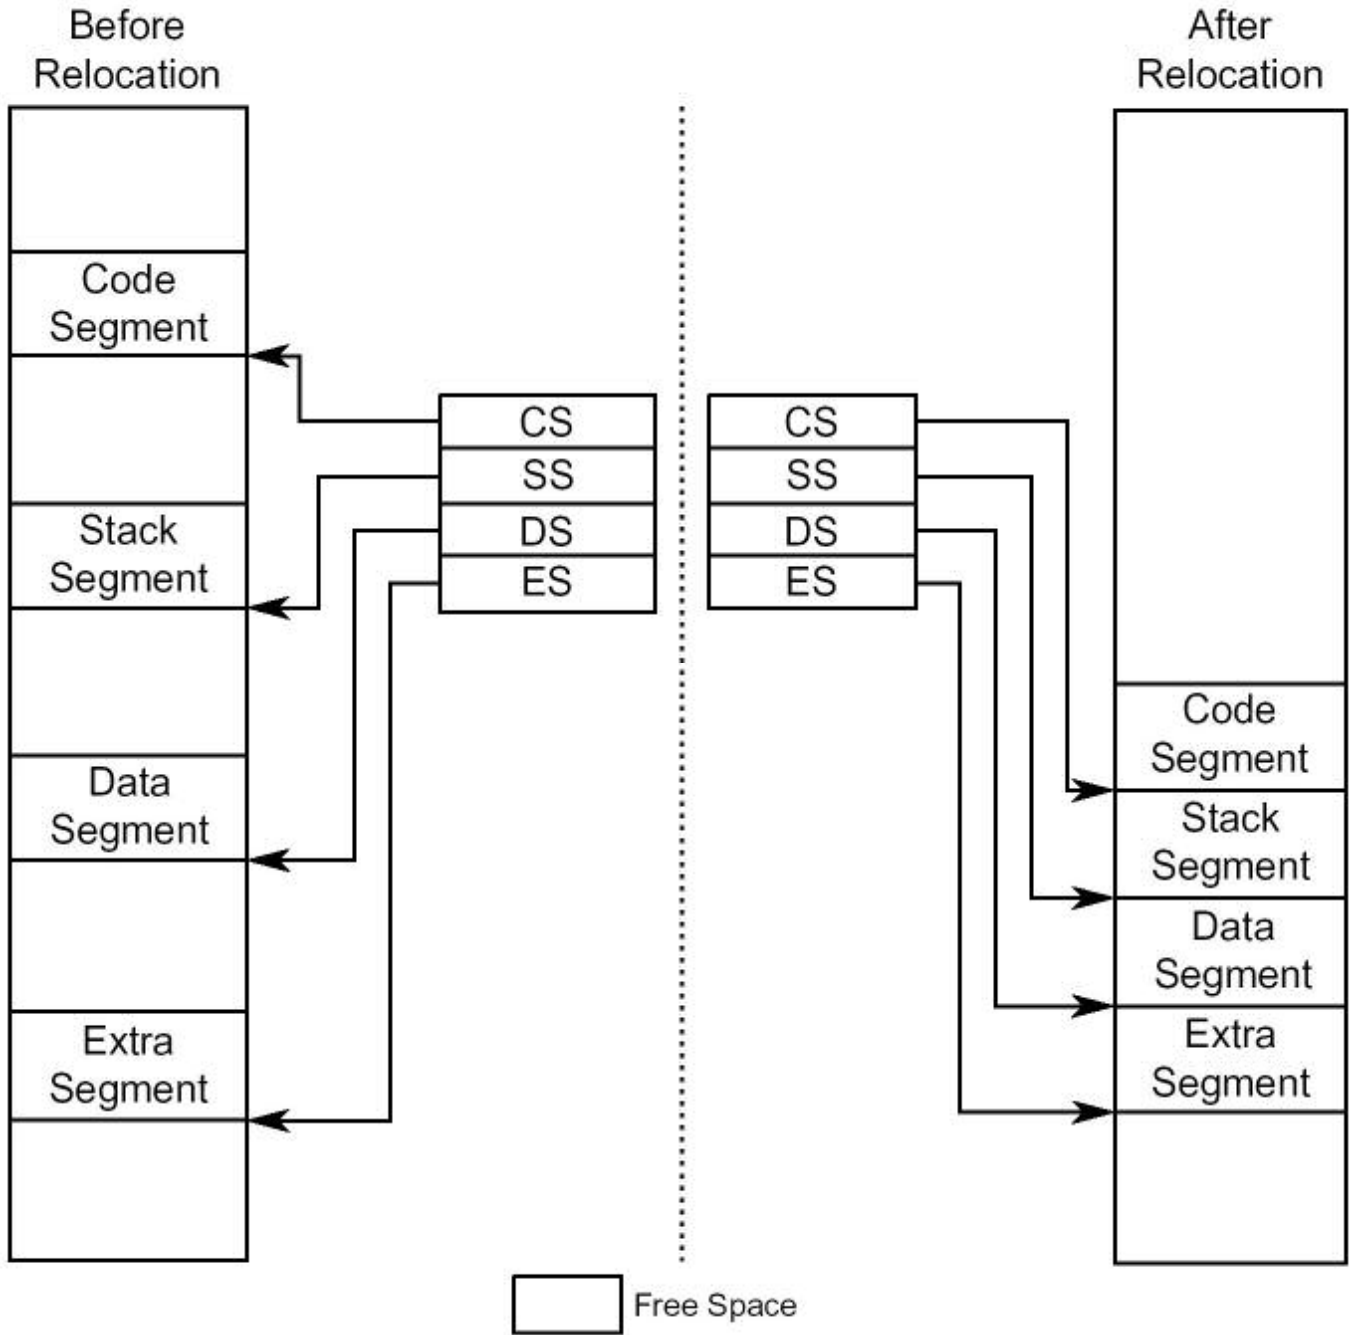 Before
Relocation
After
Relocation
Code
Segment
Stack
Segment
Data
Segment
Extra
Segment
CS
SS
DS
ES
CS
SS
DS
ES
Code
Segment
Stack
Segment
Data
Segment
Extra
Segment
Free Space